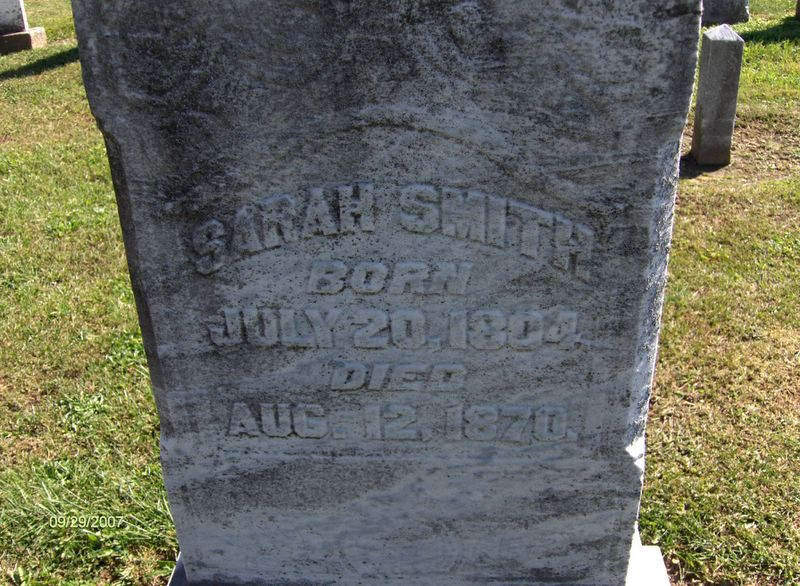 SARAH SMITH.
BORN
JULY 20, 1804.
DIED
AUG. 12, 1870.
09/29/2007